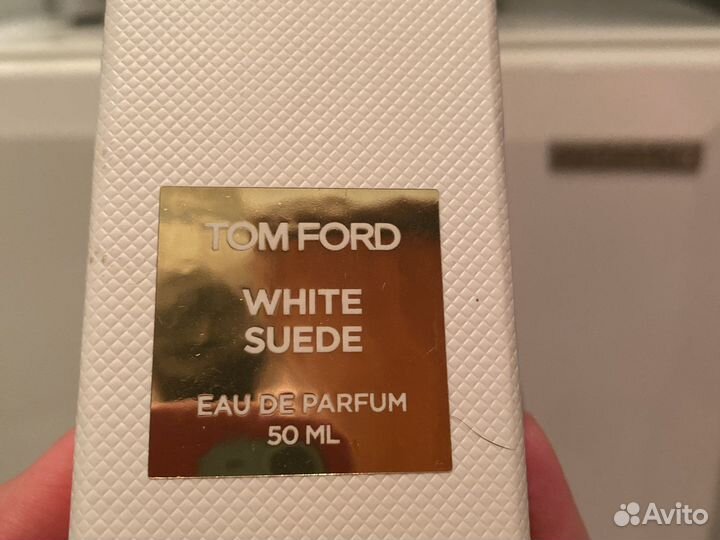 TOM FORD
WHITE
SUEDE
EAU DE PARFUM
50 ML
Avito